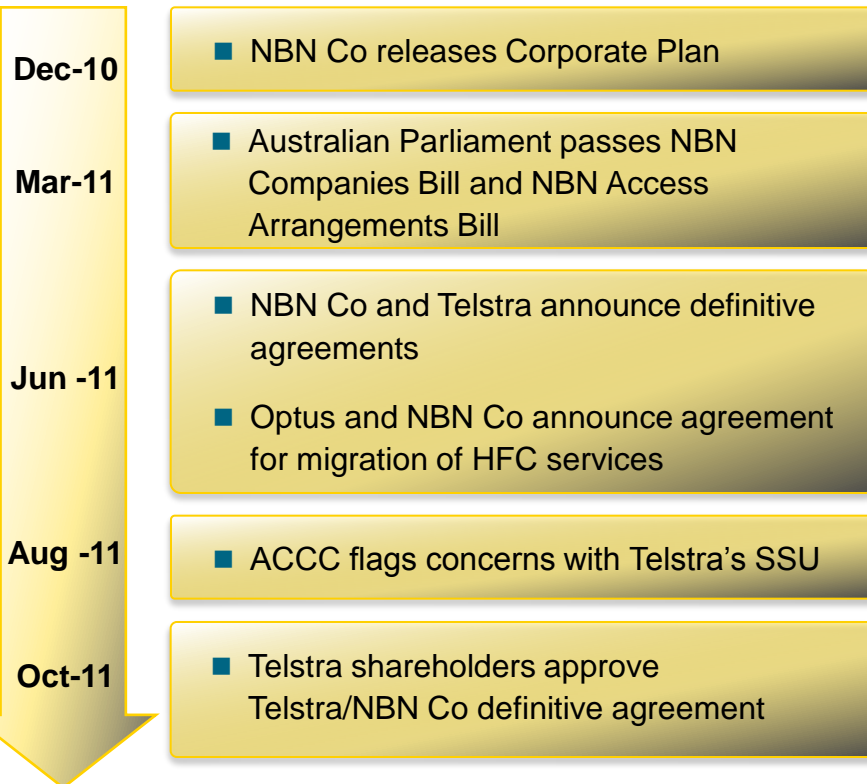 Dec-10
NBN Co releases Corporate Plan
Mar-11
Australian Parliament passes NBN
Companies Bill and NBN Access
Arrangements Bill
Jun -11
NBN Co and Telstra announce definitive
agreements
Optus and NBN Co announce agreement
for migration of HFC services
Aug -11
ACCC flags concerns with Telstra’s SSU
Oct-11
Telstra shareholders approve
Telstra/NBN Co definitive agreement